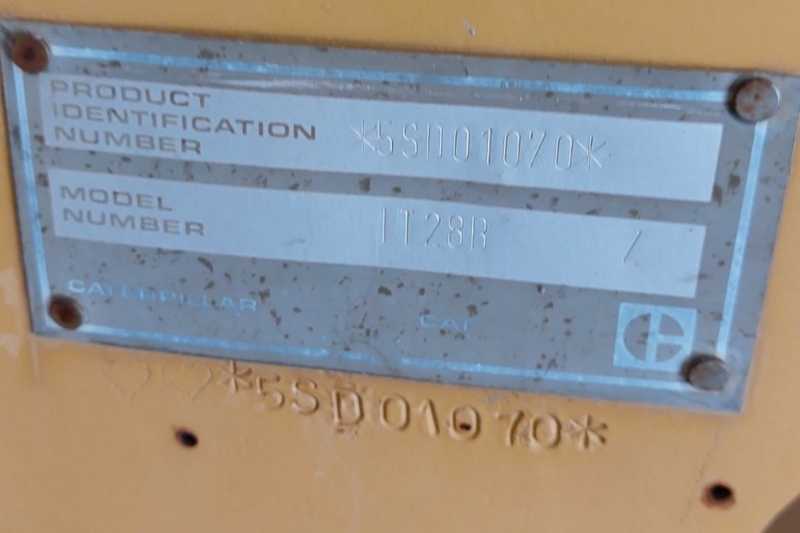 PRODUCT
IDENTIFICATION
NUMBER
*5SD01070*
MODEL
NUMBER
IT28B /
CATERPILLAR CAT
*5SD01070*